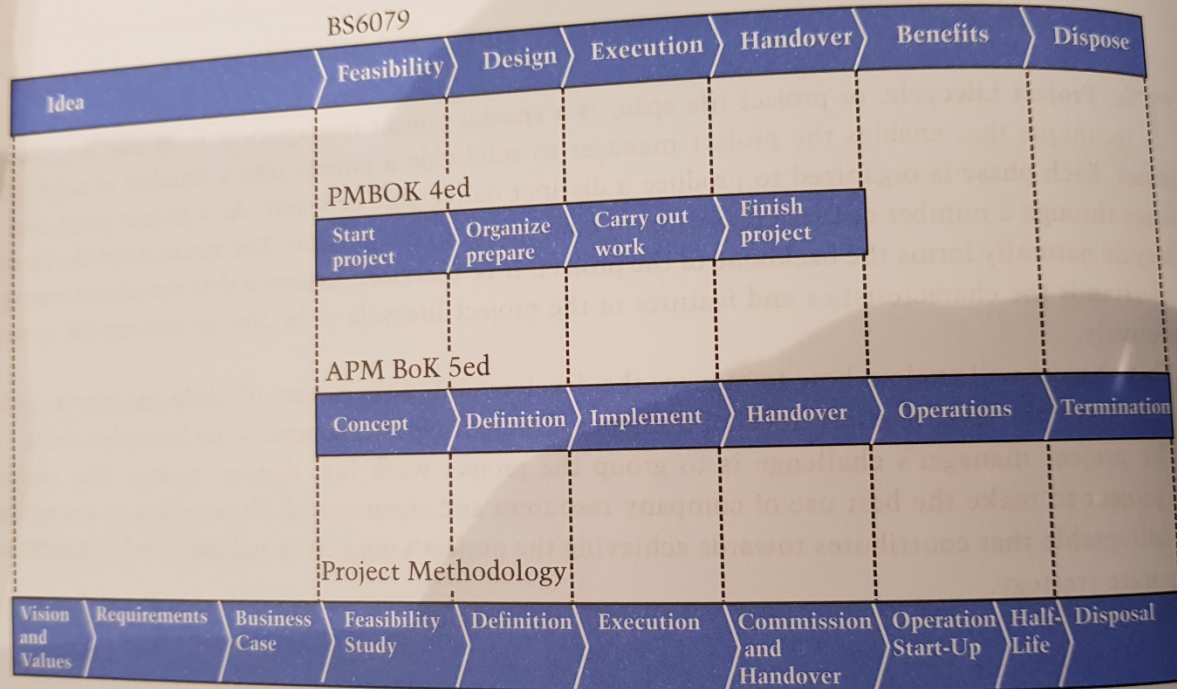 BS6079
Idea
Feasibility
Design
Execution
Handover
Benefits
Dispose
PMBOK 4ed
Start
project
Organize
prepare
Carry out
work
Finish
project
APM BoK 5ed
Concept
Definition
Implement
Handover
Operations
Termination
Project Methodology
Vision
and
Values
Requirements
Business
Case
Feasibility
Study
Definition
Execution
Commission
and
Handover
Operation
Start-Up
Half-
Life
Disposal